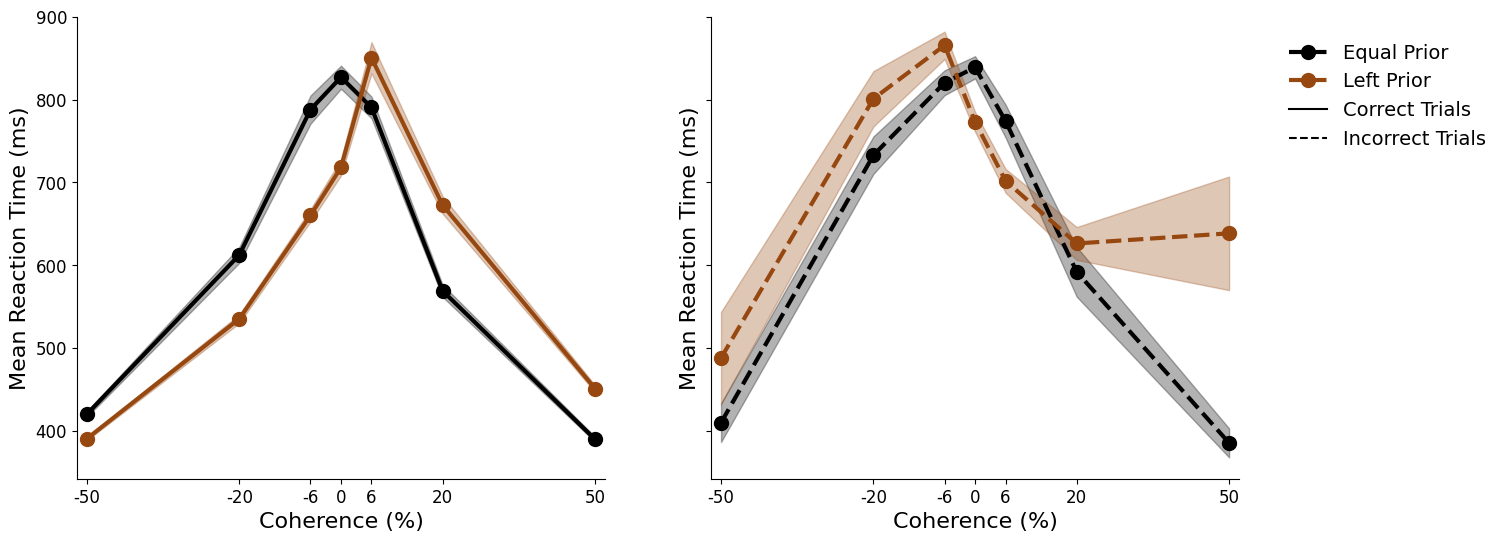 900
800
700
600
500
400
Mean Reaction Time (ms)
-50 -20 -6 0 6 20 50
Coherence (%)
Mean Reaction Time (ms)
-50 -20 -6 0 6 20 50
Coherence (%)
Equal Prior
Left Prior
Correct Trials
Incorrect Trials